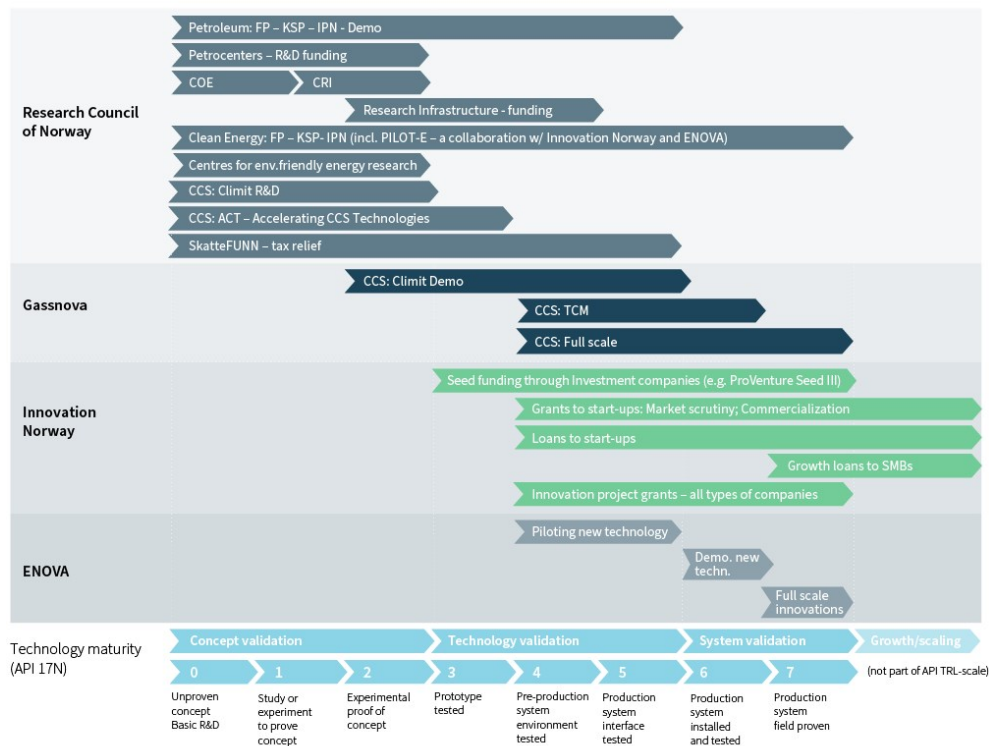 Petroleum: FP – KSP – IPN - Demo
Petrocenters – R&D funding
COE
CRI
Research Council
of Norway
Research Infrastructure - funding
Clean Energy: FP – KSP- IPN (incl. PILOT-E – a collaboration w/ Innovation Norway and ENOVA)
Centres for env.friendly energy research
CCS: Climit R&D
CCS: ACT – Accelerating CCS Technologies
SkatteFUNN – tax relief
Gassnova
CCS: Climit Demo
CCS: TCM
CCS: Full scale
Innovation
Norway
Seed funding through Investment companies (e.g. ProVenture Seed III)
Grants to start-ups: Market scrutiny; Commercialization
Loans to start-ups
Growth loans to SMBs
Innovation project grants – all types of companies
ENOVA
Piloting new technology
Demo. new
techn.
Full scale
innovations
Technology maturity
(API 17N)
Concept validation
Technology validation
System validation
Growth/scaling
0
1
2
3
4
5
6
7
(not part of API TRL-scale)
Unproven
concept
Basic R&D
Study or
experiment
to prove
concept
Experimental
proof of
concept
Prototype
tested
Pre-production
system
environment
tested
Production
system
interface
tested
Production
system
installed
and tested
Production
system
field proven